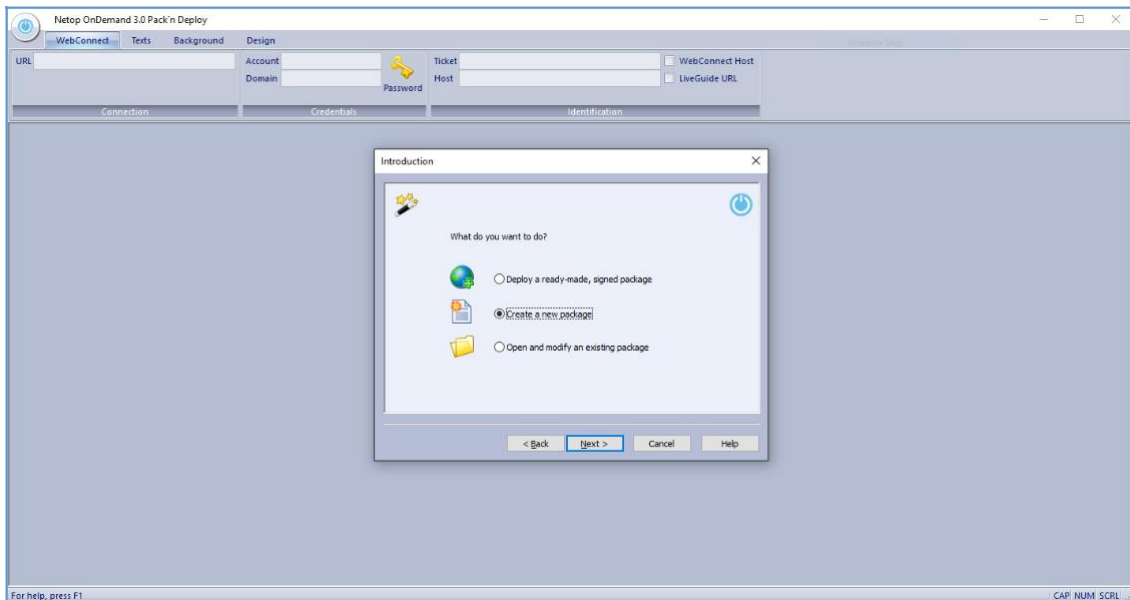 Netop OnDemand 3.0 Pack'n Deploy
WebConnect Texts Background Design
URL
Account
Domain
Password
Ticket
Host
WebConnect Host
LiveGuide URL
Connection
Credentials
Identification
Introduction
What do you want to do?
Deploy a ready-made, signed package
Create a new package
Open and modify an existing package
< Back Next > Cancel Help
For help, press F1
CAP NUM SCRL